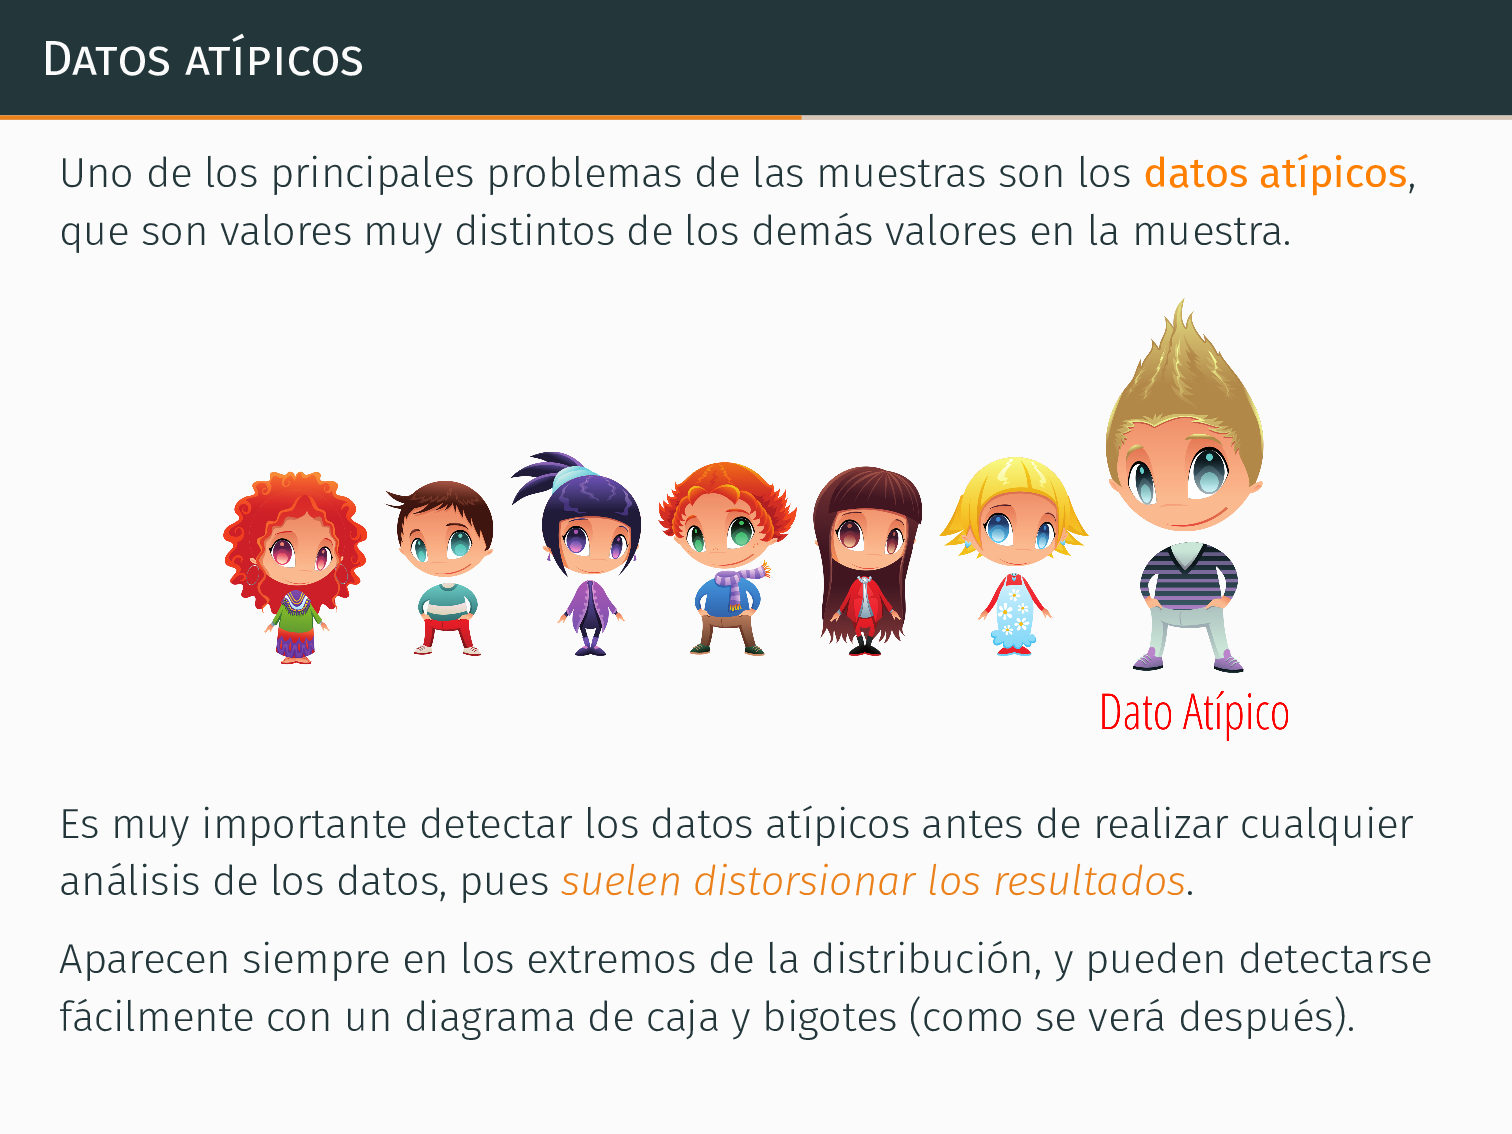 Datos atípicos
Uno de los principales problemas de las muestras son los datos atípicos,
que son valores muy distintos de los demás valores en la muestra.
Dato Atípico
Es muy importante detectar los datos atípicos antes de realizar cualquier
análisis de los datos, pues suelen distorsionar los resultados.
Aparecen siempre en los extremos de la distribución, y pueden detectarse
fácilmente con un diagrama de caja y bigotes (como se verá después).